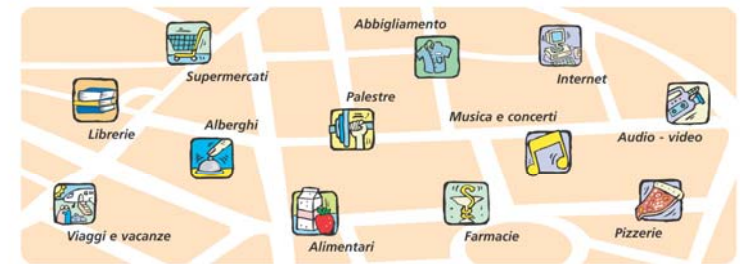 Abbigliamento
Supermercati
Internet
Palestre
Librerie
Alberghi
Musica e concerti
Audio - video
Viaggi e vacanze
Alimentari
Farmacie
Pizzerie